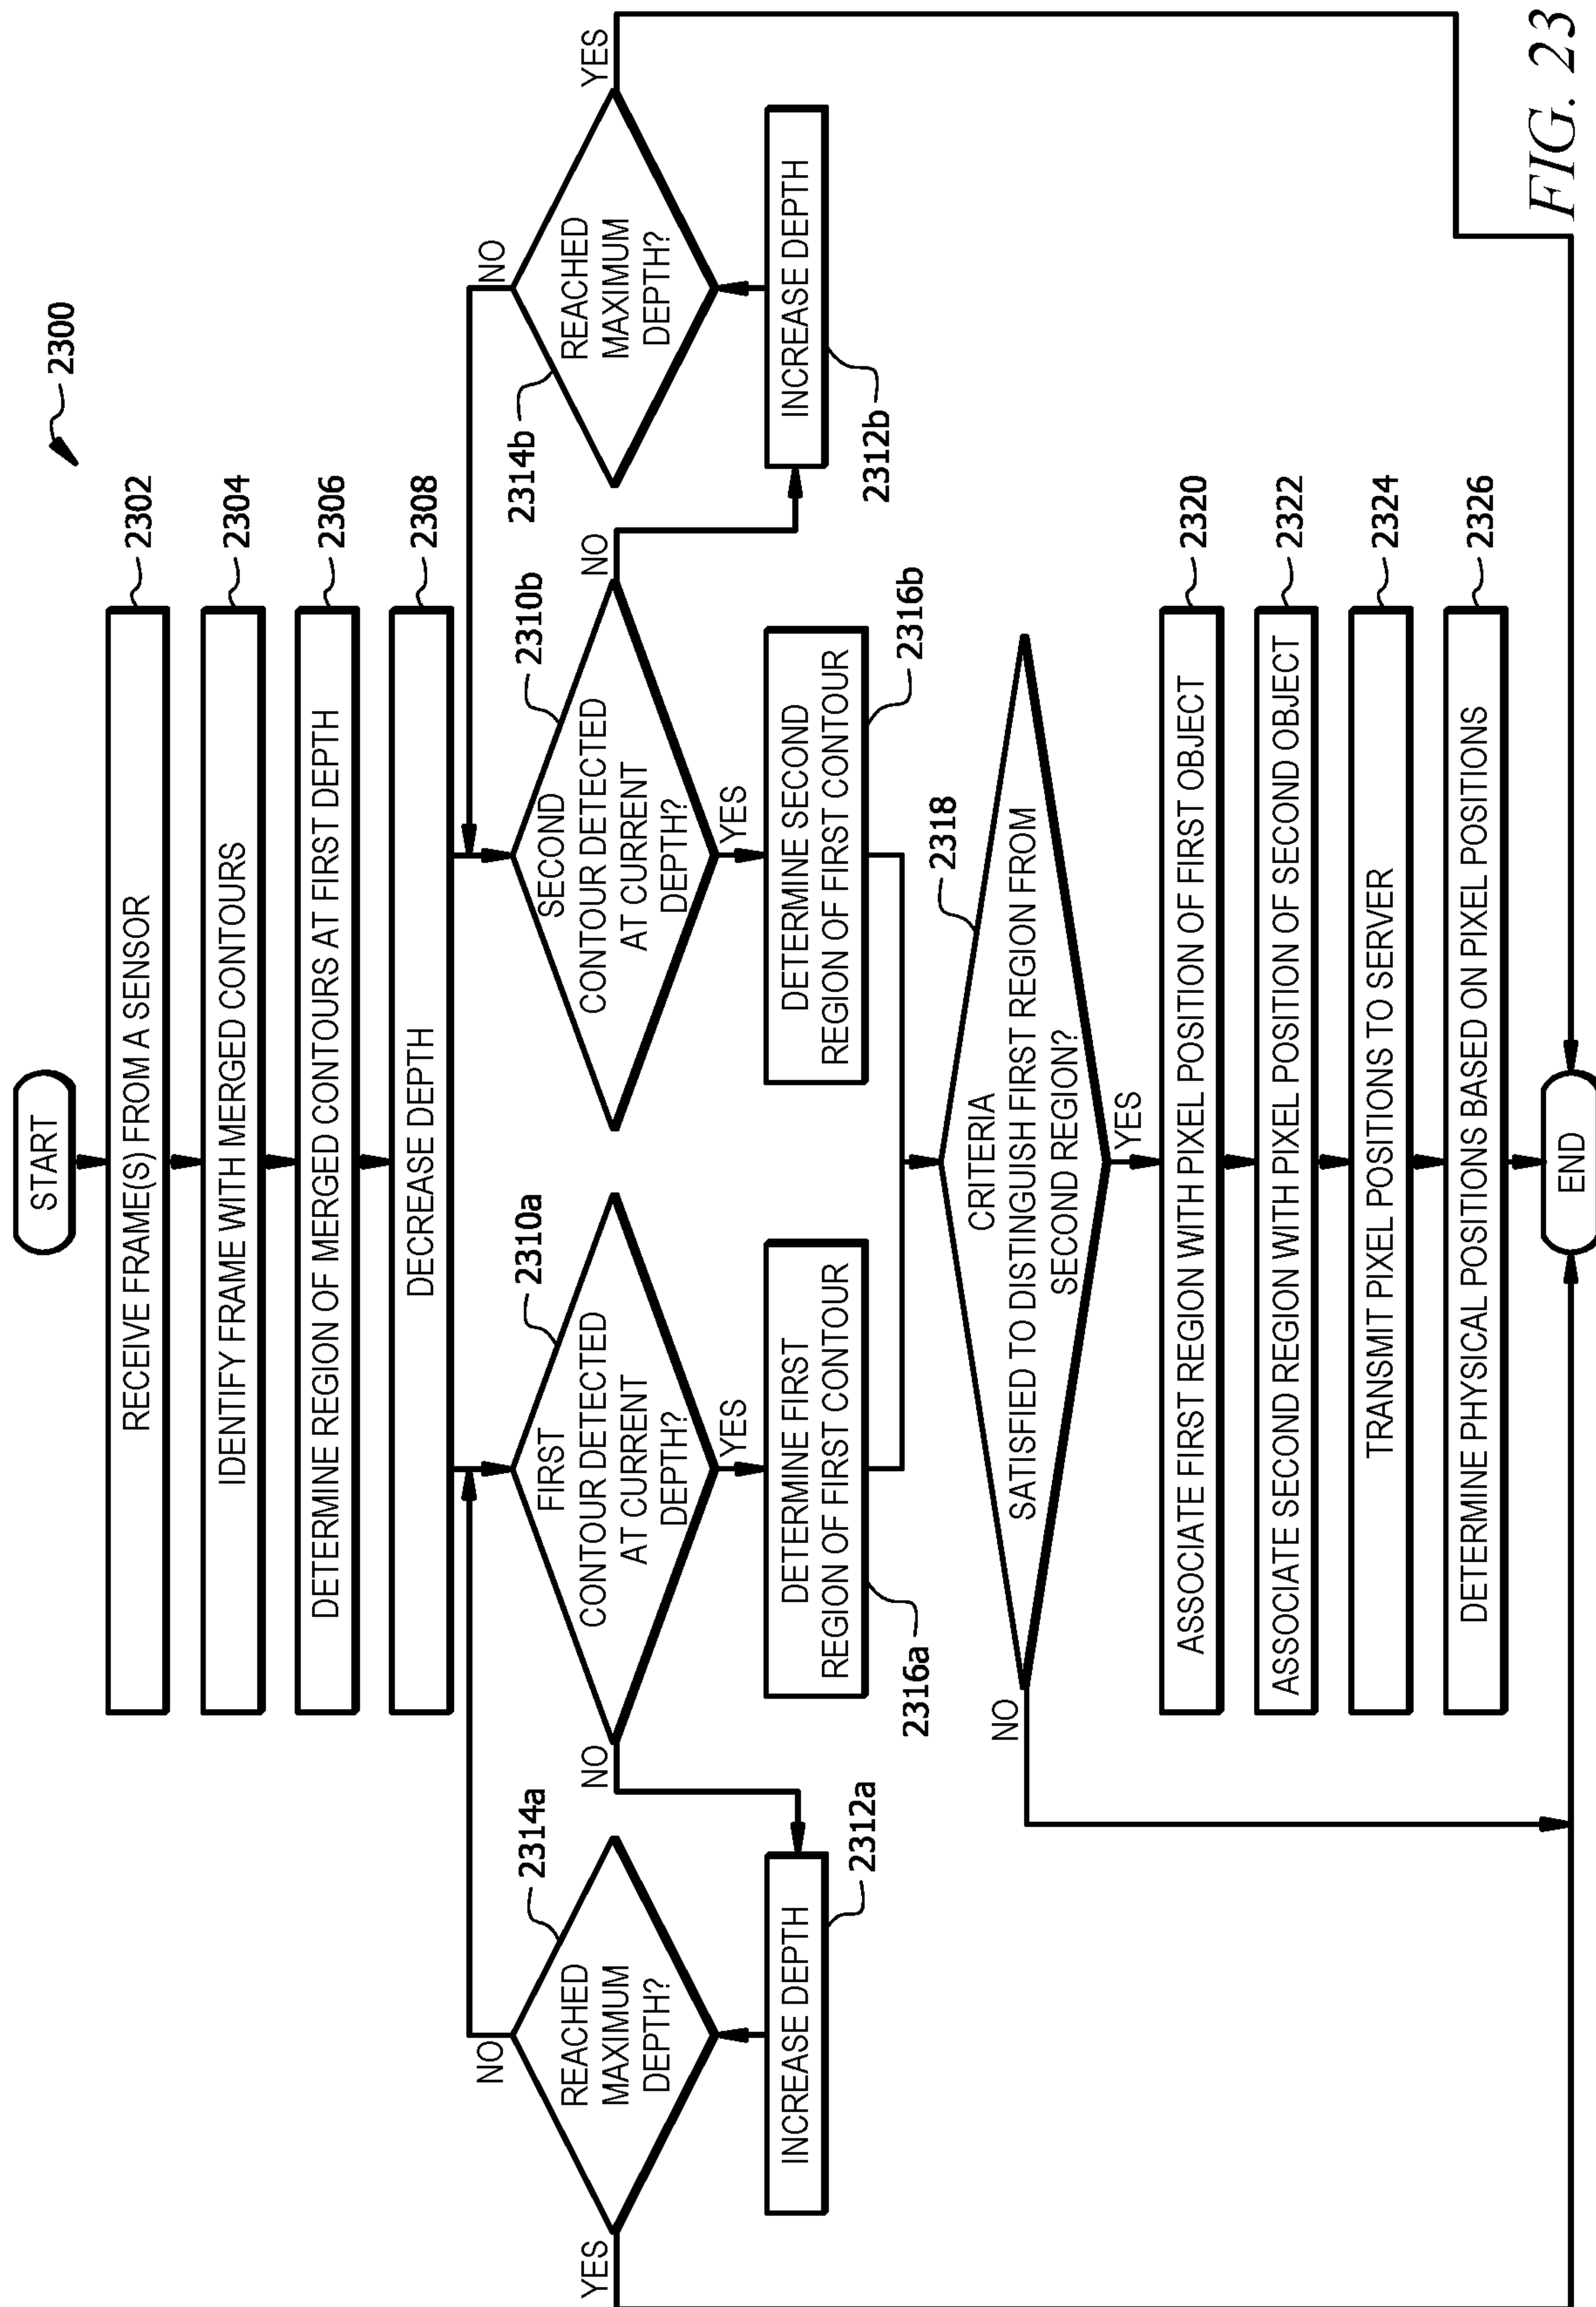 2300
START
RECEIVE FRAME(S) FROM A SENSOR
2302
IDENTIFY FRAME WITH MERGED CONTOURS
2304
DETERMINE REGION OF MERGED CONTOURS AT FIRST DEPTH
2306
DECREASE DEPTH
2308
NO
REACHED
MAXIMUM
DEPTH?
2314a
YES
INCREASE DEPTH
2312a
FIRST
CONTOUR DETECTED
AT CURRENT
DEPTH?
2310a
NO
YES
DETERMINE FIRST
REGION OF FIRST CONTOUR
2316a
SECOND
CONTOUR DETECTED
AT CURRENT
DEPTH?
2310b
NO
YES
DETERMINE SECOND
REGION OF FIRST CONTOUR
2316b
NO
REACHED
MAXIMUM
DEPTH?
2314b
YES
INCREASE DEPTH
2312b
CRITERIA
SATISFIED TO DISTINGUISH FIRST REGION FROM
SECOND REGION?
2318
NO
YES
ASSOCIATE FIRST REGION WITH PIXEL POSITION OF FIRST OBJECT
2320
ASSOCIATE SECOND REGION WITH PIXEL POSITION OF SECOND OBJECT
2322
TRANSMIT PIXEL POSITIONS TO SERVER
2324
DETERMINE PHYSICAL POSITIONS BASED ON PIXEL POSITIONS
2326
END
FIG. 23